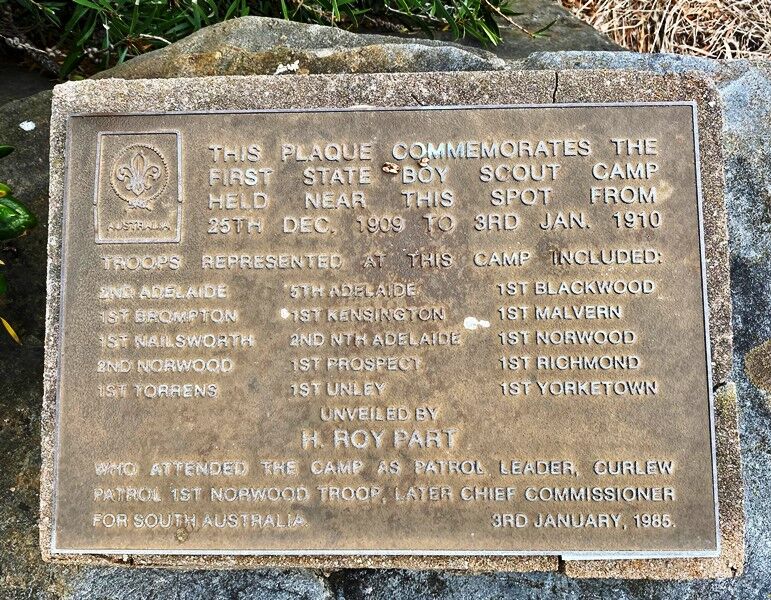 AUSTRALIA
THIS PLAQUE COMMEMORATES THE
FIRST STATE BOY SCOUT CAMP
HELD NEAR THIS SPOT FROM
25TH DEC. 1909 TO 3RD JAN. 1910
TROOPS REPRESENTED AT THIS CAMP INCLUDED:
2ND ADELAIDE 5TH ADELAIDE 1ST BLACKWOOD
1ST BROMPTON 1ST KENSINGTON 1ST MALVERN
1ST NAILSWORTH 2ND NTH ADELAIDE 1ST NORWOOD
2ND NORWOOD 1ST PROSPECT 1ST RICHMOND
1ST TORRENS 1ST UNLEY 1ST YORKETOWN
UNVEILED BY
H. ROY PART
WHO ATTENDED THE CAMP AS PATROL LEADER, CURLEW
PATROL 1ST NORWOOD TROOP, LATER CHIEF COMMISSIONER
FOR SOUTH AUSTRALIA. 3RD JANUARY, 1985.